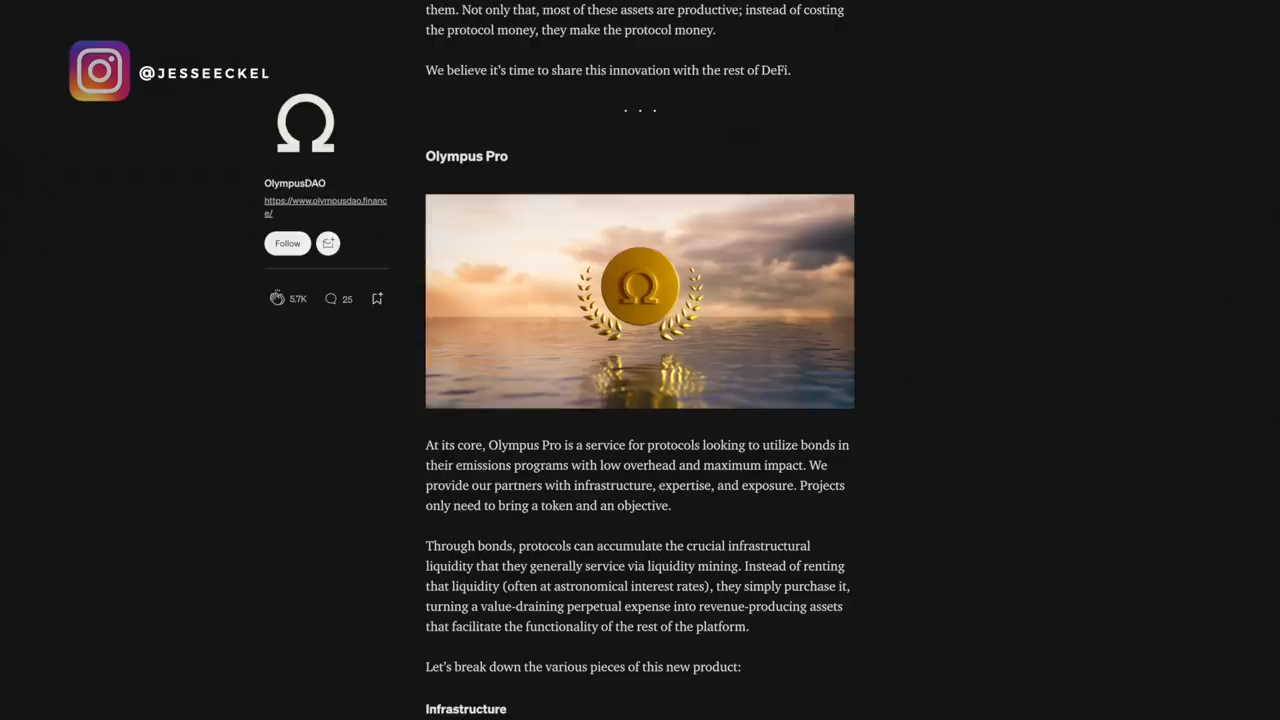 @JESSEECKEL
OlympusDAO
https://www.olympusdao.financ
e/
Follow
5.7K
25
them. Not only that, most of these assets are productive; instead of costing
the protocol money, they make the protocol money.
We believe it’s time to share this innovation with the rest of DeFi.
. . .
Olympus Pro
Ω
At its core, Olympus Pro is a service for protocols looking to utilize bonds in
their emissions programs with low overhead and maximum impact. We
provide our partners with infrastructure, expertise, and exposure. Projects
only need to bring a token and an objective.
Through bonds, protocols can accumulate the crucial infrastructural
liquidity that they generally service via liquidity mining. Instead of renting
that liquidity (often at astronomical interest rates), they simply purchase it,
turning a value-draining perpetual expense into revenue-producing assets
that facilitate the functionality of the rest of the platform.
Let’s break down the various pieces of this new product:
Infrastructure